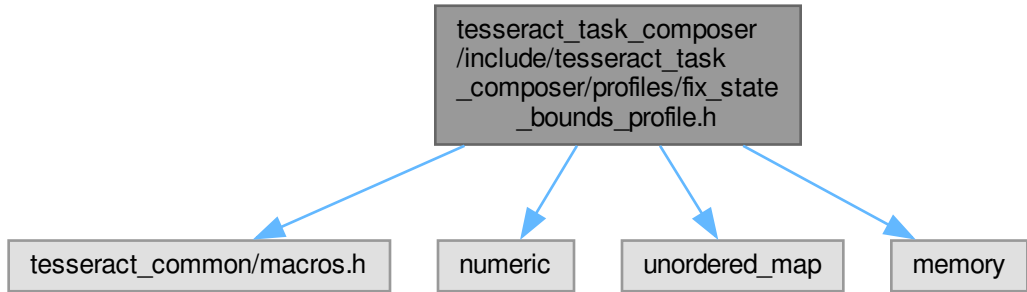 tesseract_task_composer
/include/tesseract_task
_composer/profiles/fix_state
_bounds_profile.h
tesseract_common/macros.h
numeric
unordered_map
memory